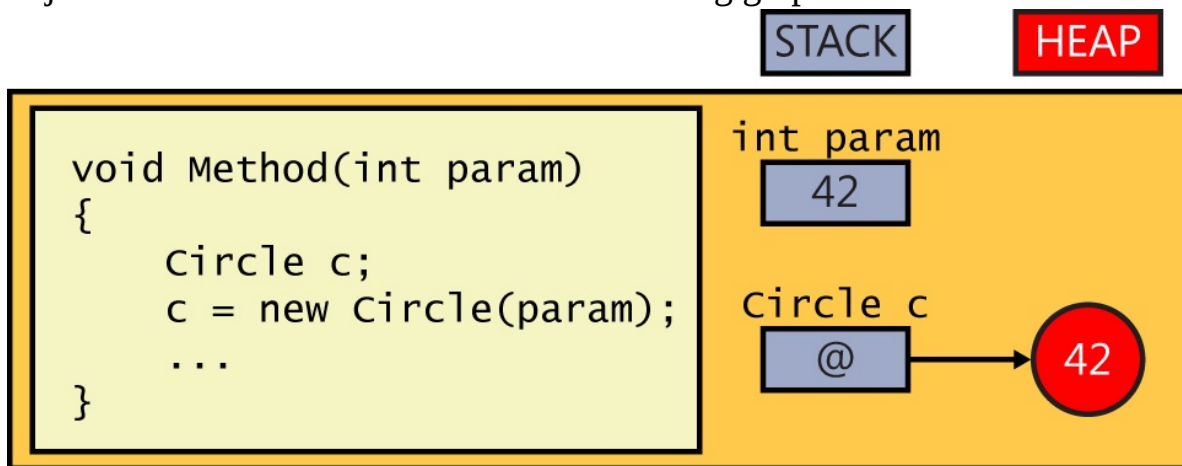 STACK HEAP
void Method(int param)
{
Circle c;
c = new Circle(param);
...
}
int param
42
Circle c
@ 42